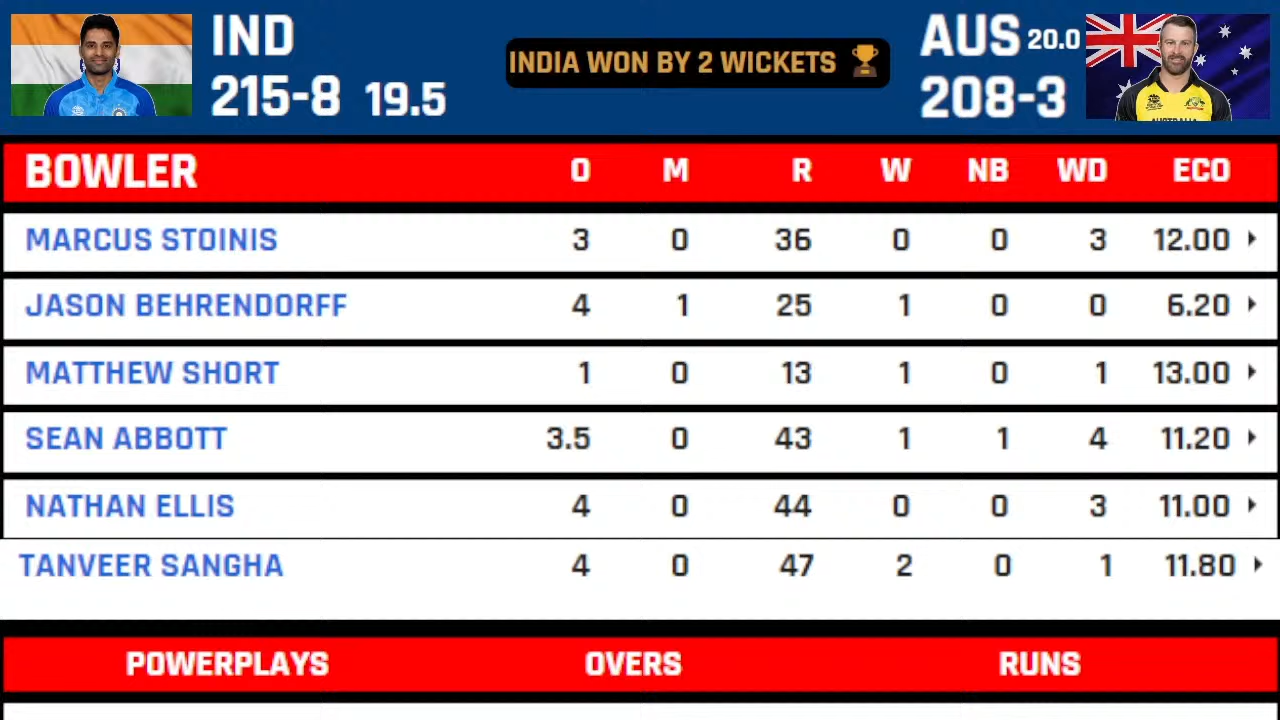 IND
215-8 19.5
INDIA WON BY 2 WICKETS
AUS 20.0
208-3
BOWLER O M R W NB WD ECO
MARCUS STOINIS 3 0 36 0 0 3 12.00
JASON BEHRENDORFF 4 1 25 1 0 0 6.20
MATTHEW SHORT 1 0 13 1 0 1 13.00
SEAN ABBOTT 3.5 0 43 1 1 4 11.20
NATHAN ELLIS 4 0 44 0 0 3 11.00
TANVEER SANGHA 4 0 47 2 0 1 11.80
POWERPLAYS OVERS RUNS